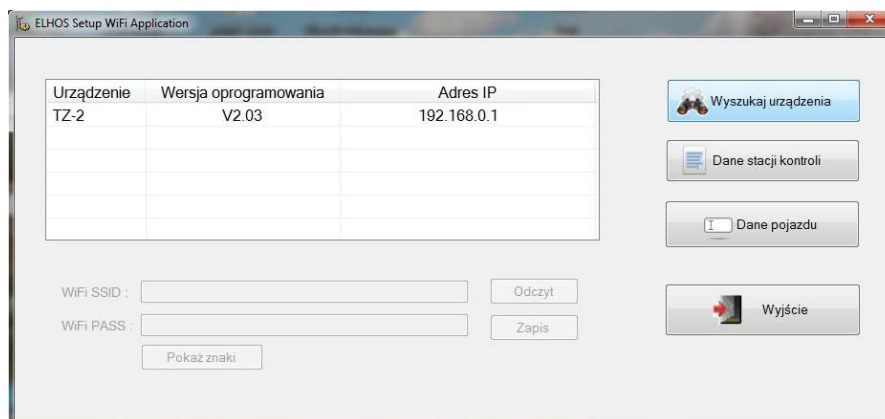 ELHOS Setup WiFi Application
Urządzenie Wersja oprogramowania Adres IP
TZ-2 V2.03 192.168.0.1
Wyszukaj urządzenia
Dane stacji kontroli
Dane pojazdu
WiFi SSID : Odczyt
WiFi PASS : Zapis
Pokaż znaki
Wyjście